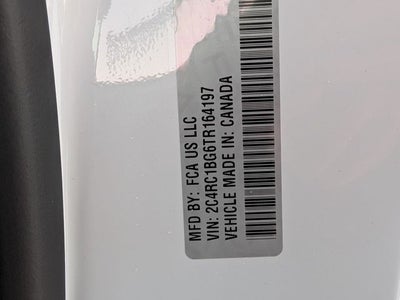 MFD BY: FCA US LLC
VIN: 2C4RC1BG6TR164197
VEHICLE MADE IN: CANADA